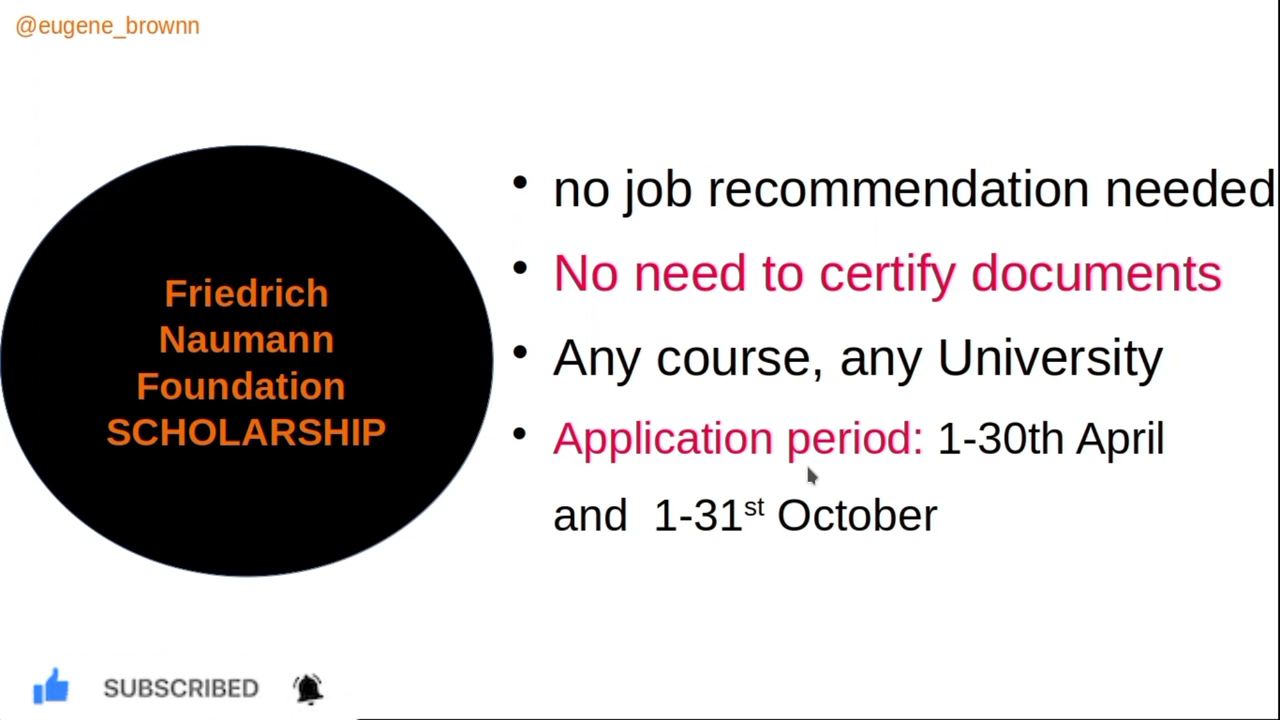 @eugene_brownn
Friedrich
Naumann
Foundation
SCHOLARSHIP
• no job recommendation needed
• No need to certify documents
• Any course, any University
• Application period: 1-30th April
and 1-31st October
SUBSCRIBED